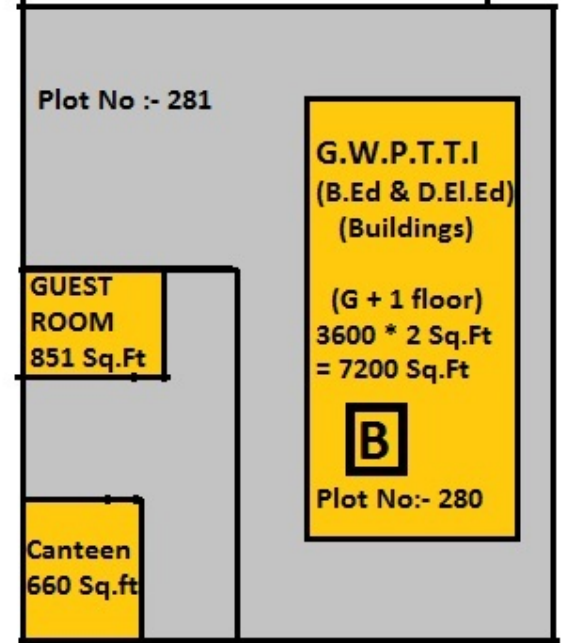 Plot No :- 281
G.W.P.T.T.I
(B.Ed & D.El.Ed)
(Buildings)
(G + 1 floor)
3600 * 2 Sq.Ft
= 7200 Sq.Ft
B
Plot No:- 280
GUEST
ROOM
851 Sq.Ft
Canteen
660 Sq.ft